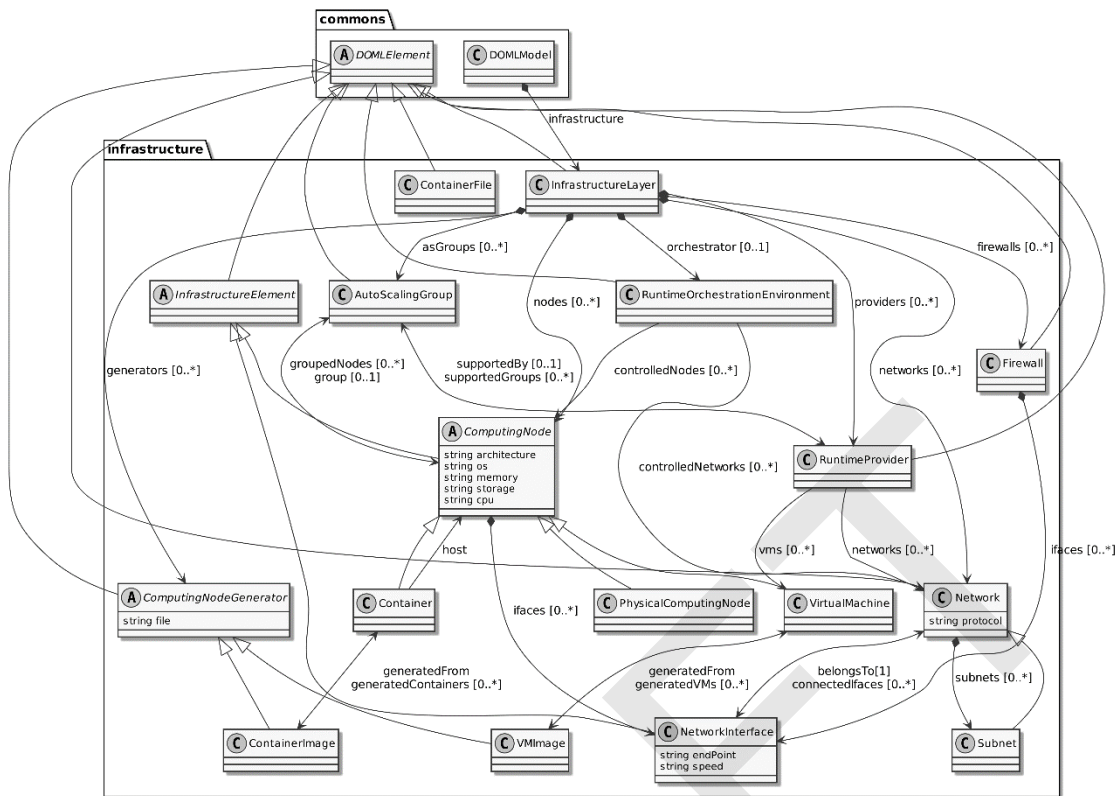 commons
A DOMLElement
C DOMLModel
infrastructure
infrastructure
C ContainerFile
C InfrastructureLayer
asGroups [0..*]
orchestrator [0..1]
firewalls [0..*]
A InfrastructureElement
C AutoScalingGroup
C RuntimeOrchestrationEnvironment
nodes [0..*]
providers [0..*]
generators [0..*]
groupedNodes [0..*]
group [0..1]
supportedBy [0..1]
supportedGroups [0..*]
controlledNodes [0..*]
networks [0..*]
C Firewall
A ComputingNode
string architecture
string os
string memory
string storage
string cpu
controlledNetworks [0..*]
C RuntimeProvider
host
vms [0..*]
networks [0..*]
ifaces [0..*]
A ComputingNodeGenerator
string file
C Container
ifaces [0..*]
C PhysicalComputingNode
C VirtualMachine
C Network
string protocol
generatedFrom
generatedContainers [0..*]
generatedFrom
generatedVMs [0..*]
belongsTo[1]
connectedIfaces [0..*]
subnets [0..*]
C ContainerImage
C VMImage
C NetworkInterface
string endPoint
string speed
C Subnet